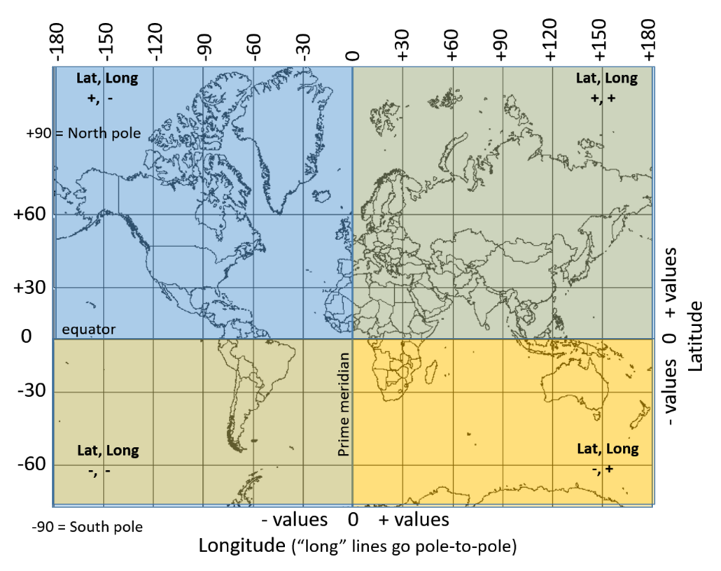 -180 -150 -120 -90 -60 -30 0 +30 +60 +90 +120 +150 +180
Lat, Long
+, -
Lat, Long
+, +
+90 = North pole
+60
+30
0
-30
-60
equator
Prime meridian
Lat, Long
-, -
Lat, Long
-, +
- values 0 + values
Latitude
-90 = South pole
- values 0 + values
Longitude (“long” lines go pole-to-pole)